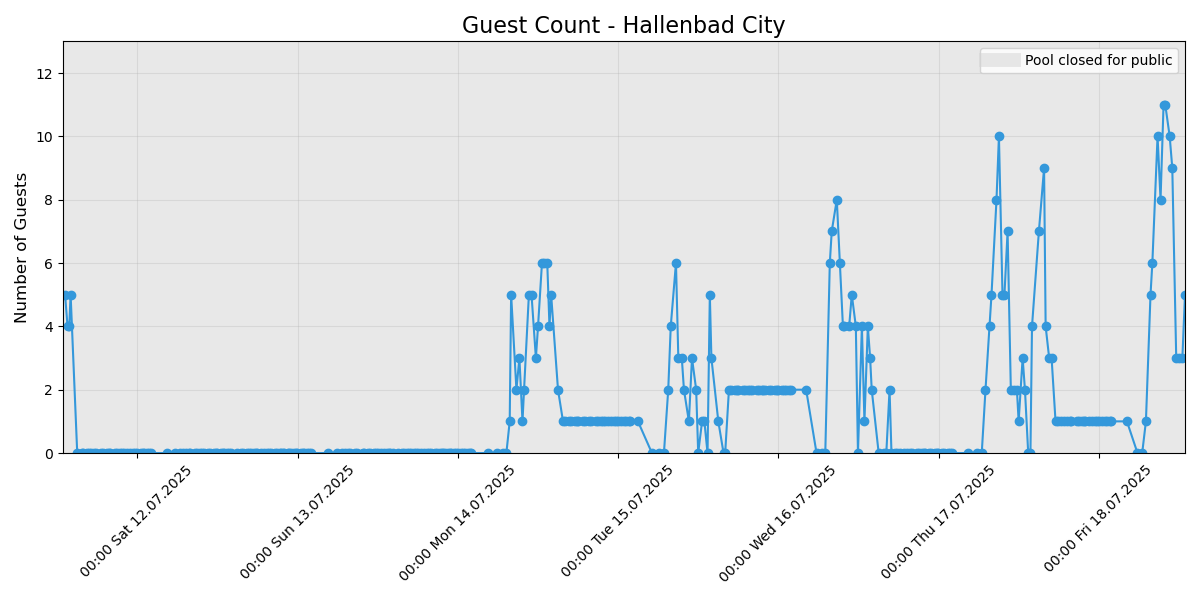 Guest Count - Hallenbad City
Pool closed for public
Number of Guests
12
10
8
6
4
2
0
00:00 Sat 12.07.2025
00:00 Sun 13.07.2025
00:00 Mon 14.07.2025
00:00 Tue 15.07.2025
00:00 Wed 16.07.2025
00:00 Thu 17.07.2025
00:00 Fri 18.07.2025